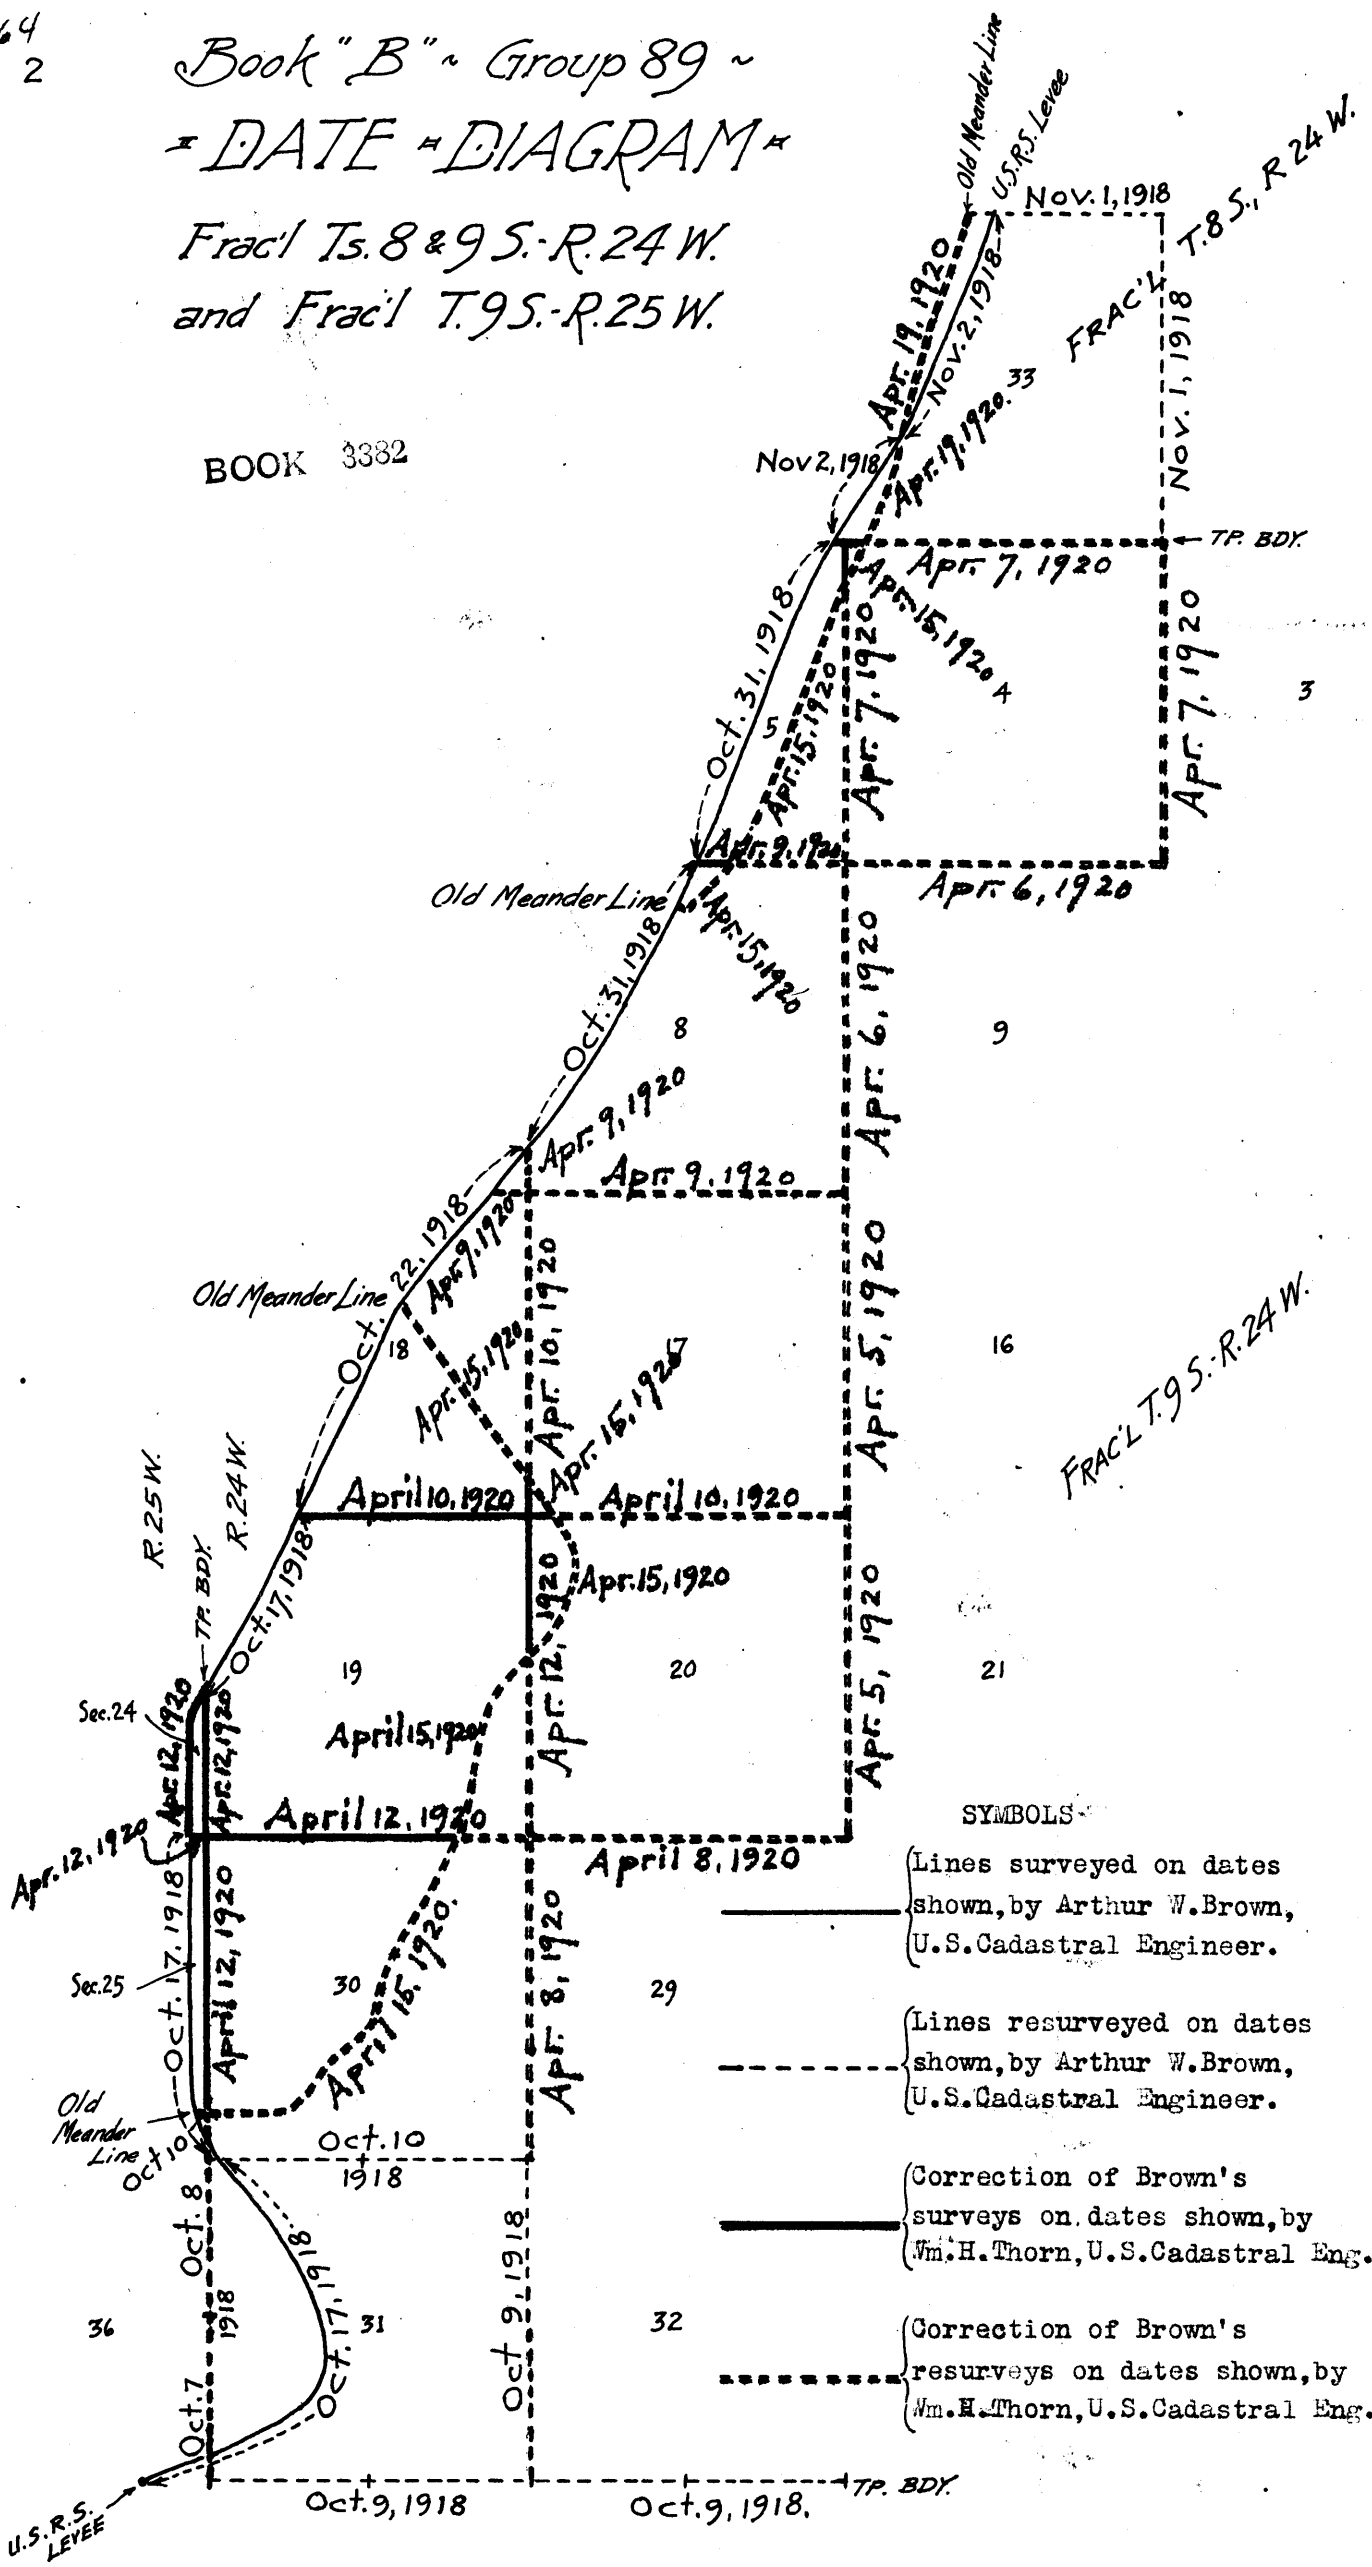 64
2
Book "B" ~ Group 89 ~
= DATE = DIAGRAM =
Frac'l Ts. 8 & 9 S.-R. 24 W.
and Frac'l T. 9 S.-R. 25 W.
BOOK 3382
Old Meander Line
U.S.R.S. Levee
Nov. 1, 1918
T. 8 S., R 24 W.
FRAC'L
Apr. 19, 1920
Nov. 2, 1918
Nov. 1, 1918
33
Apr. 19, 1920.
Nov 2, 1918
TP. BDY.
Apr. 7, 1920
Apr. 15, 1920
Oct. 31, 1918
Apr. 7, 1920
Apr. 7, 1920
4
3
5
Apr. 15, 1920
Apr. 9, 1920
Apr. 6, 1920
Old Meander Line
Apr. 15, 1920
Oct. 31, 1918
Apr. 6, 1920
8
9
Apr. 9, 1920
Apr. 9, 1920
Oct. 22, 1918
Apr. 9, 1920
Old Meander Line
Apr. 10, 1920
Apr. 5, 1920
18
17
16
Apr. 15, 1920
Apr. 15, 1920
FRAC'L T. 9 S.-R. 24 W.
R. 25 W.
TP. BDY.
R. 24 W.
April 10, 1920
April 10, 1920
Oct. 17, 1918
Apr. 15, 1920
Apr. 12, 1920
Apr. 5, 1920
19
20
21
Sec. 24
Apr. 12, 1920
Apr. 12, 1920
April 15, 1920
April 12, 1920
April 8, 1920
Apr. 12, 1920
Oct. 17, 1918
April 12, 1920
Sec. 25
30
29
April 15, 1920.
Apr. 8, 1920
Old
Meander
Line
Oct 10
Oct. 10
1918
Oct. 8
1918
Oct. 7
Oct. 17, 1918
Oct 9, 1918
36
31
32
U.S.R.S.
LEVEE
Oct. 9, 1918
Oct. 9, 1918.
TP. BDY.
SYMBOLS
Lines surveyed on dates
shown, by Arthur W. Brown,
U.S.Cadastral Engineer.
Lines resurveyed on dates
shown, by Arthur W. Brown,
U.S.Cadastral Engineer.
Correction of Brown's
surveys on dates shown, by
Wm.H.Thorn, U.S.Cadastral Eng.
Correction of Brown's
resurveys on dates shown, by
Wm.H.Thorn, U.S.Cadastral Eng.